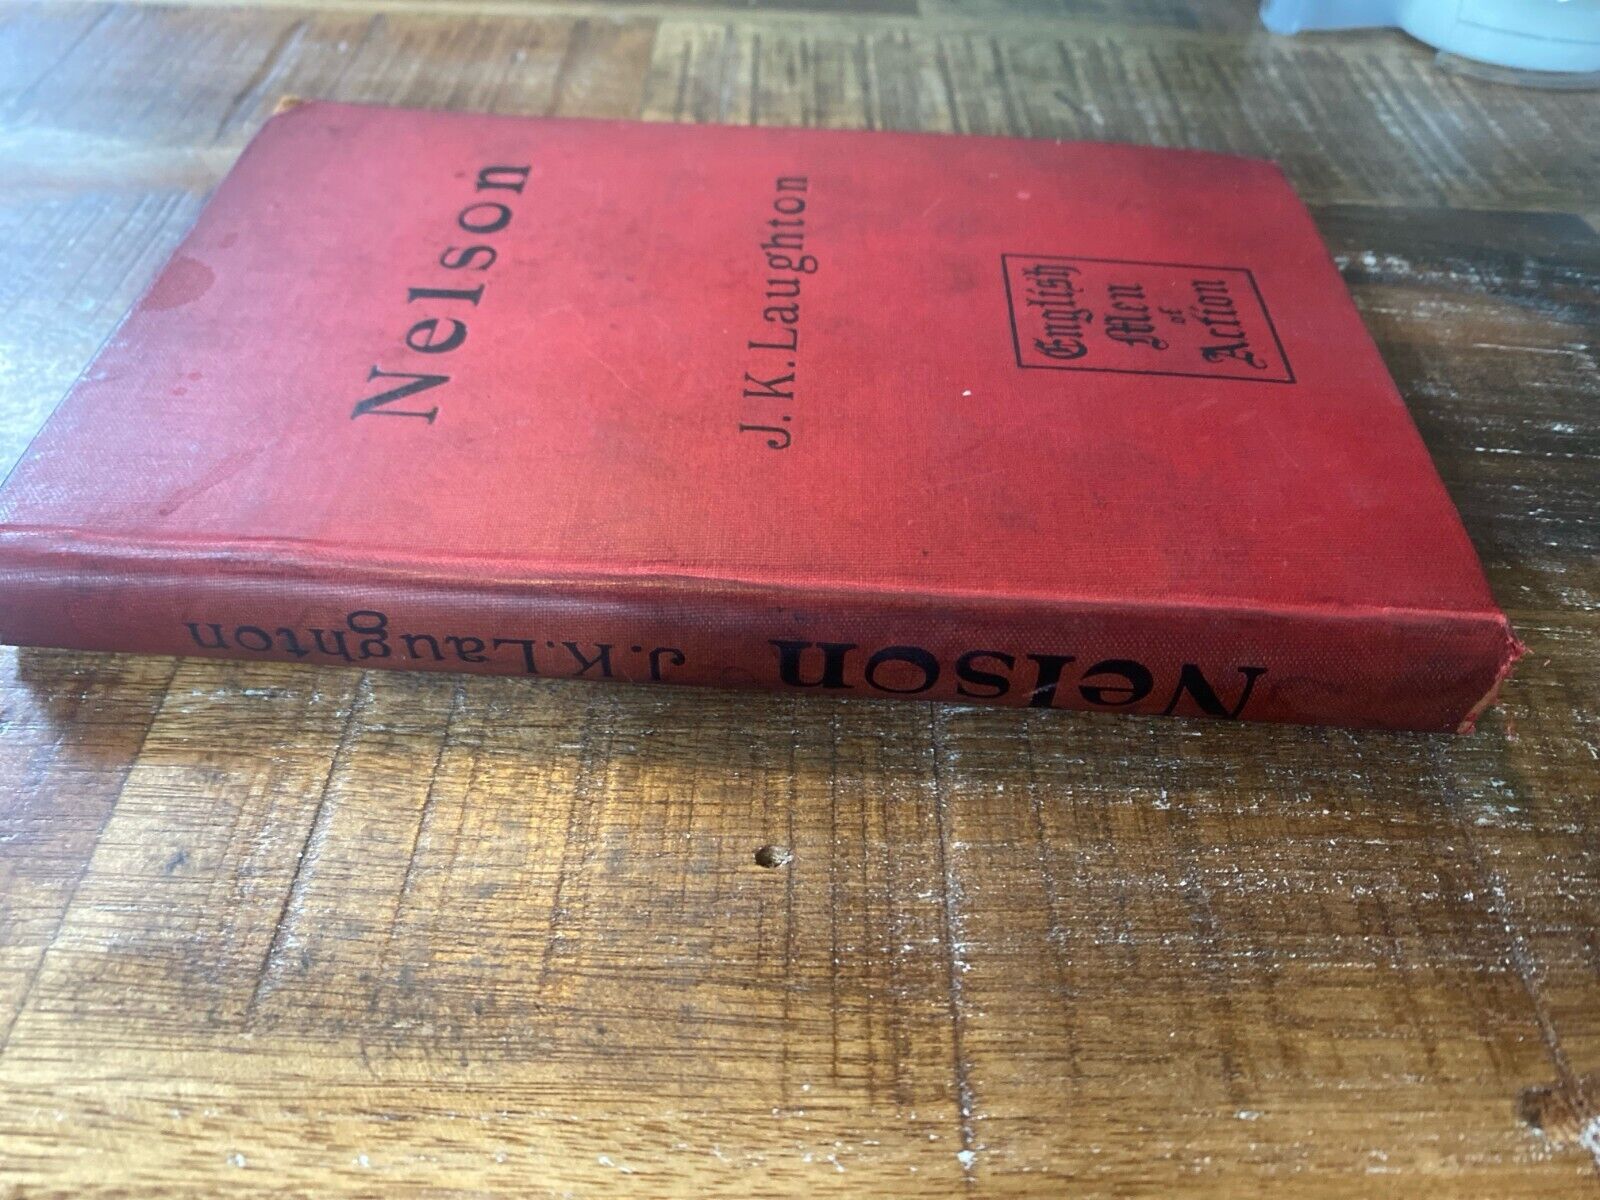 Nelson
J. K. Laughton
English
Men
of
Action
Nelson
J. K. Laughton